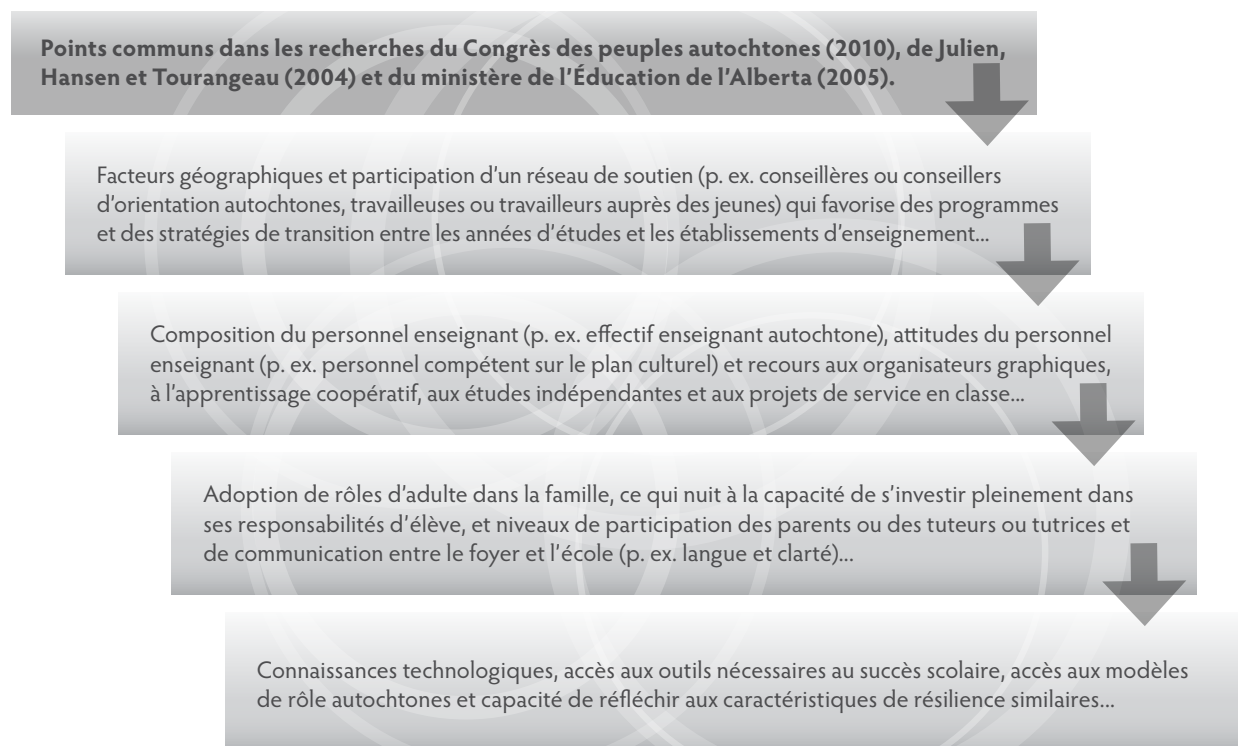 Points communs dans les recherches du Congrès des peuples autochtones (2010), de Julien,
Hansen et Tourangeau (2004) et du ministère de l'Éducation de l'Alberta (2005).
Facteurs géographiques et participation d'un réseau de soutien (p. ex. conseillères ou conseillers
d'orientation autochtones, travailleuses ou travailleurs auprès des jeunes) qui favorise des programmes
et des stratégies de transition entre les années d'études et les établissements d'enseignement...
Composition du personnel enseignant (p. ex. effectif enseignant autochtone), attitudes du personnel
enseignant (p. ex. personnel compétent sur le plan culturel) et recours aux organisateurs graphiques,
à l'apprentissage coopératif, aux études indépendantes et aux projets de service en classe...
Adoption de rôles d'adulte dans la famille, ce qui nuit à la capacité de s'investir pleinement dans
ses responsabilités d'élève, et niveaux de participation des parents ou des tuteurs ou tutrices et
de communication entre le foyer et l'école (p. ex. langue et clarté)...
Connaissances technologiques, accès aux outils nécessaires au succès scolaire, accès aux modèles
de rôle autochtones et capacité de réfléchir aux caractéristiques de résilience similaires...